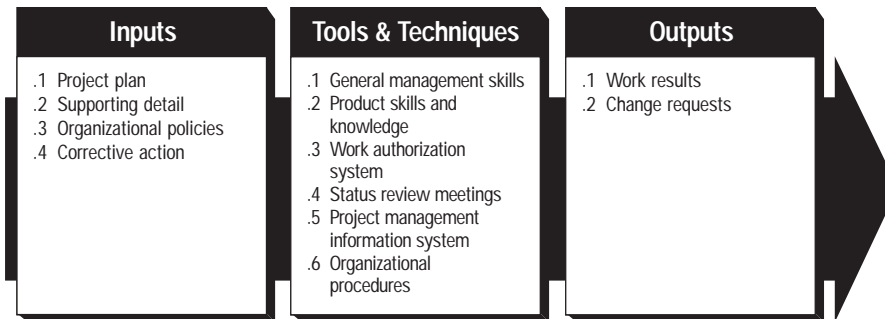 Inputs
.1 Project plan
.2 Supporting detail
.3 Organizational policies
.4 Corrective action
Tools & Techniques
.1 General management skills
.2 Product skills and
knowledge
.3 Work authorization
system
.4 Status review meetings
.5 Project management
information system
.6 Organizational
procedures
Outputs
.1 Work results
.2 Change requests